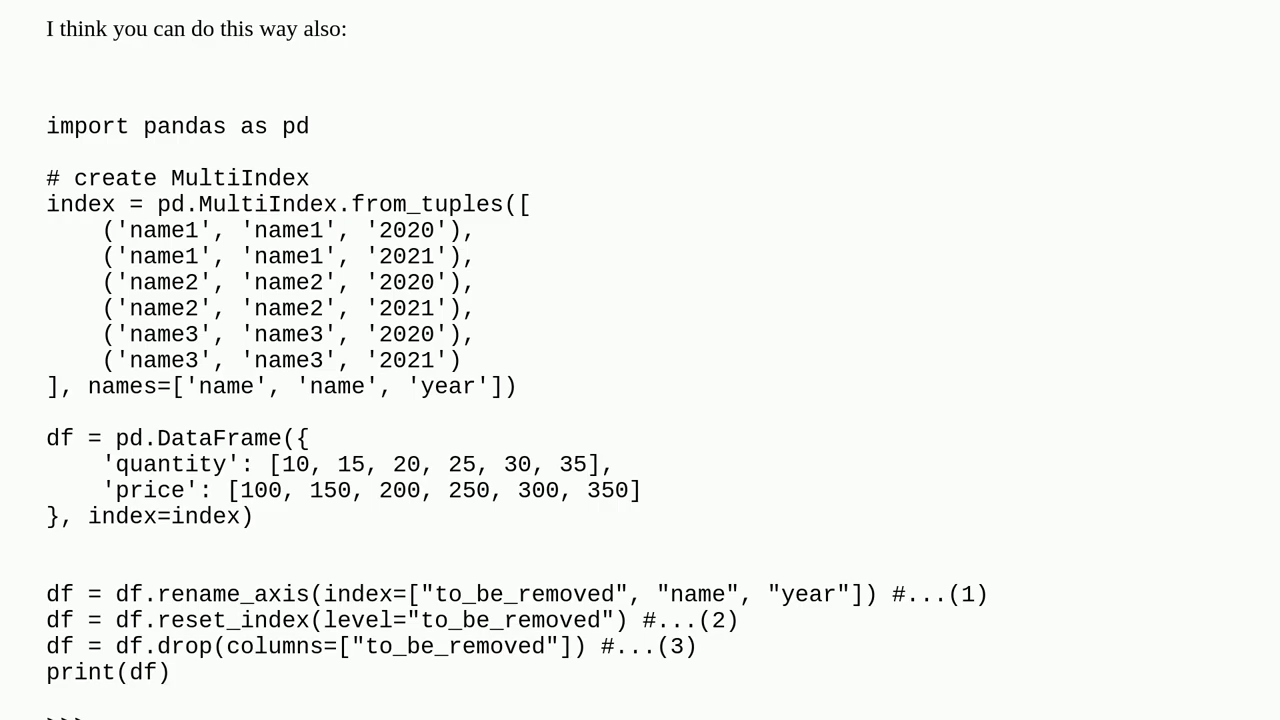 I think you can do this way also:
import pandas as pd
# create MultiIndex
index = pd.MultiIndex.from_tuples([
    ('name1', 'name1', '2020'),
    ('name1', 'name1', '2021'),
    ('name2', 'name2', '2020'),
    ('name2', 'name2', '2021'),
    ('name3', 'name3', '2020'),
    ('name3', 'name3', '2021')
], names=['name', 'name', 'year'])
df = pd.DataFrame({
    'quantity': [10, 15, 20, 25, 30, 35],
    'price': [100, 150, 200, 250, 300, 350]
}, index=index)
df = df.rename_axis(index=["to_be_removed", "name", "year"]) #...(1)
df = df.reset_index(level="to_be_removed") #...(2)
df = df.drop(columns=["to_be_removed"]) #...(3)
print(df)